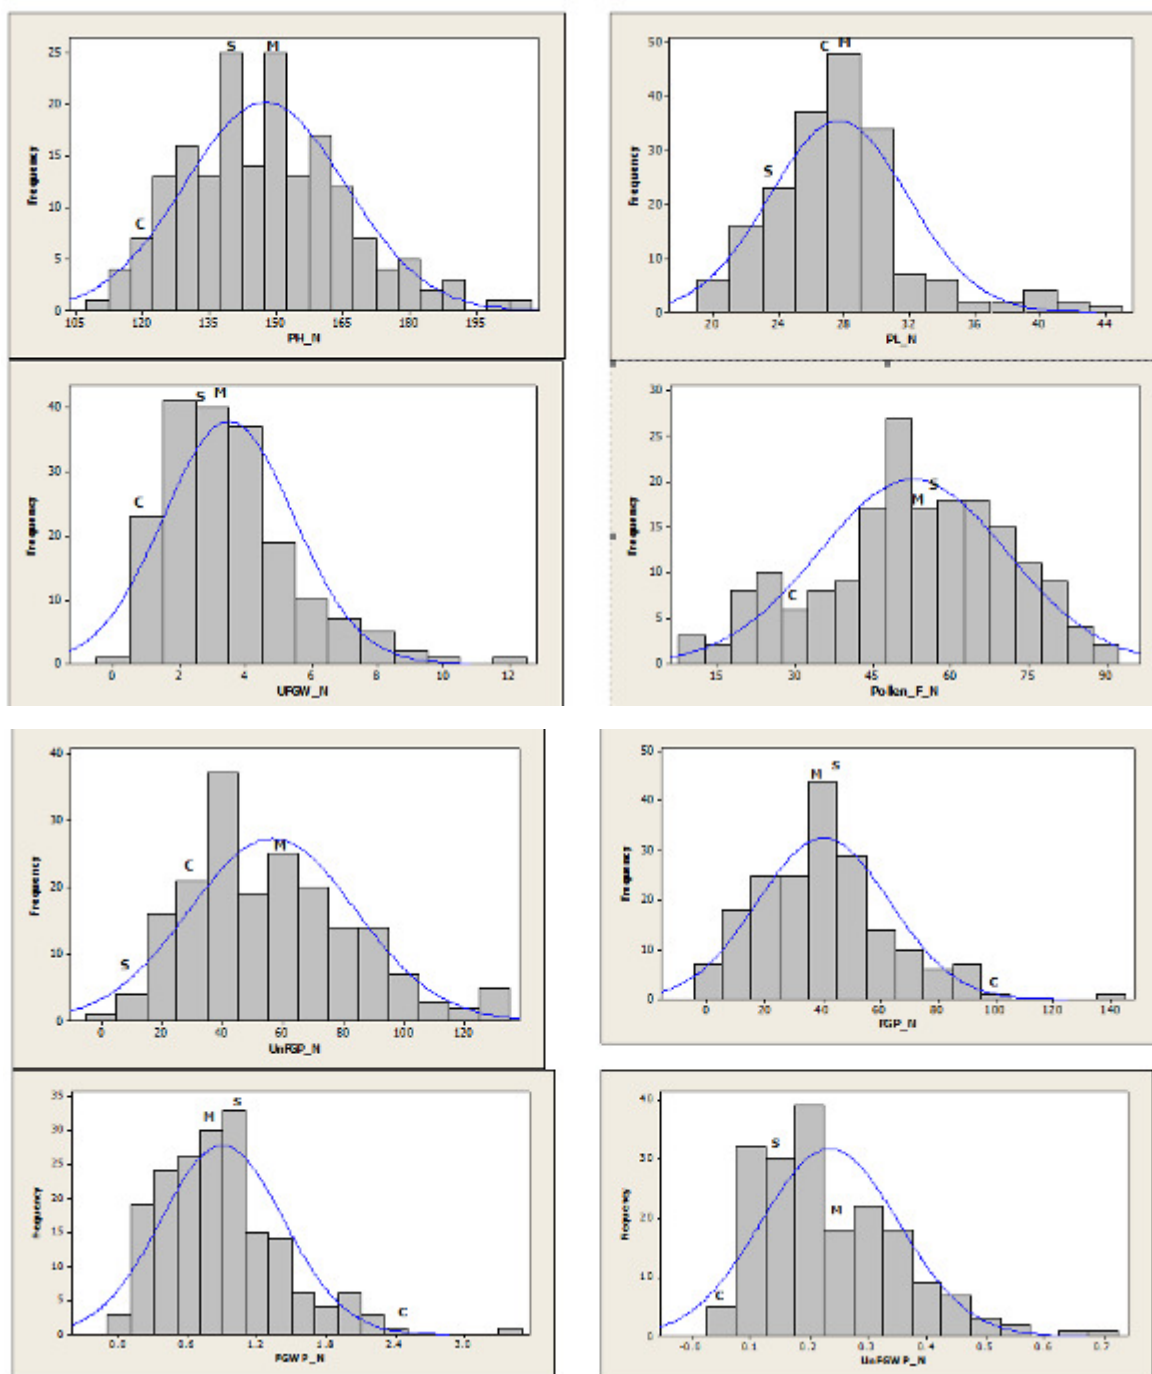 25
20
15
10
5
0
Frequency
S
M
C
105 120 135 150 165 180 195
PH_N
50
40
30
20
10
0
Frequency
C M
S
20 24 28 32 36 40 44
PL_N
40
30
20
10
0
Frequency
S M
C
0 2 4 6 8 10 12
UFGW_N
30
25
20
15
10
5
0
Frequency
S
M
C
15 30 45 60 75 90
Pollen_F_N
40
30
20
10
0
Frequency
M
C
S
0 20 40 60 80 100 120
UnFGP_N
50
40
30
20
10
0
Frequency
S
M
C
0 20 40 60 80 100 120 140
FGP_N
35
30
25
20
15
10
5
0
Frequency
S
M
C
0.0 0.6 1.2 1.8 2.4 3.0
FGWP_N
40
30
20
10
0
Frequency
S
M
C
-0.0 0.1 0.2 0.3 0.4 0.5 0.6 0.7
UnFGWP_N